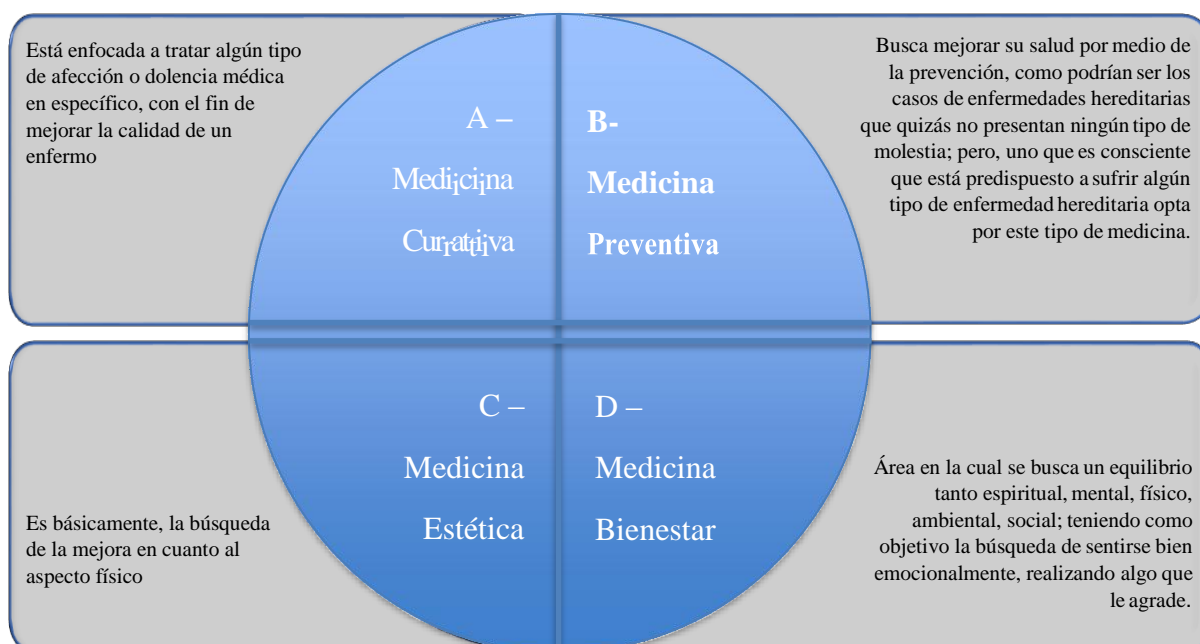 Está enfocada a tratar algún tipo
de afección o dolencia médica
en específico, con el fin de
mejorar la calidad de un
enfermo
A –
Medicina
Curativa
B-
Medicina
Preventiva
Busca mejorar su salud por medio de
la prevención, como podrían ser los
casos de enfermedades hereditarias
que quizás no presentan ningún tipo de
molestia; pero, uno que es consciente
que está predispuesto a sufrir algún
tipo de enfermedad hereditaria opta
por este tipo de medicina.
Es básicamente, la búsqueda
de la mejora en cuanto al
aspecto físico
C –
Medicina
Estética
D –
Medicina
Bienestar
Área en la cual se busca un equilibrio
tanto espiritual, mental, físico,
ambiental, social; teniendo como
objetivo la búsqueda de sentirse bien
emocionalmente, realizando algo que
le agrade.